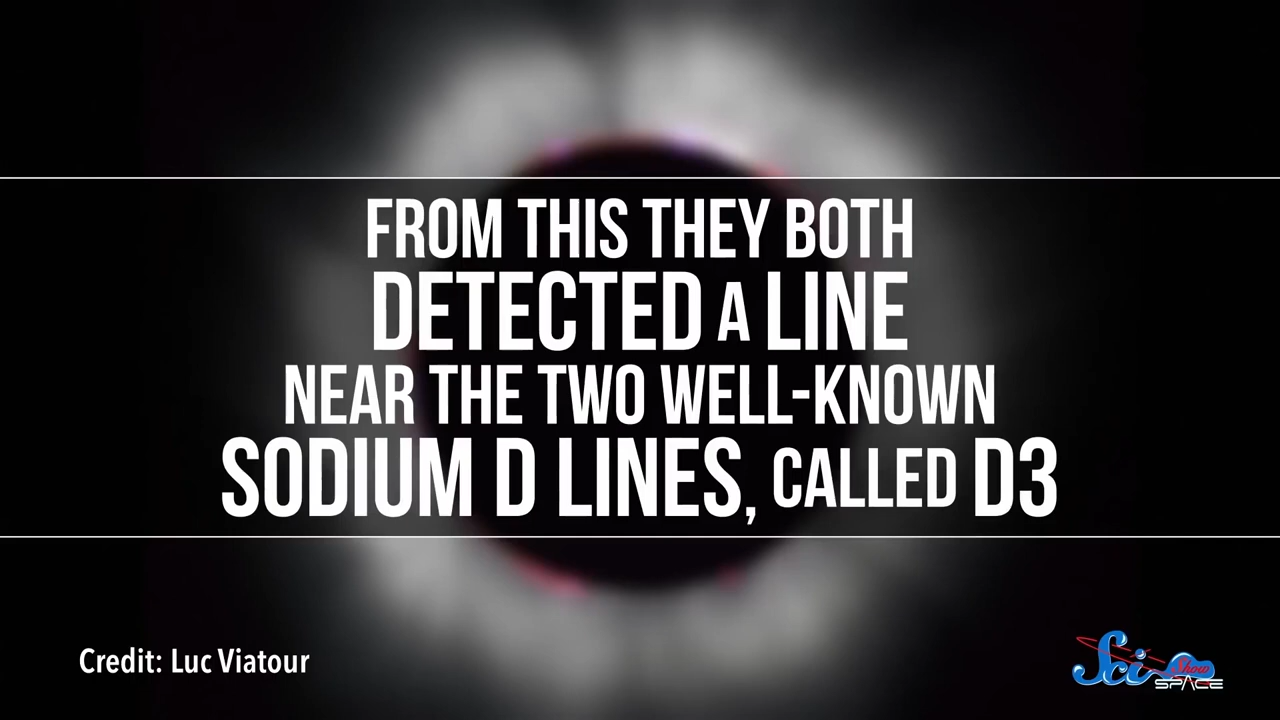 FROM THIS THEY BOTH
DETECTED A LINE
NEAR THE TWO WELL-KNOWN
SODIUM D LINES, CALLED D3
Credit: Luc Viatour
Sci Show
SPACE